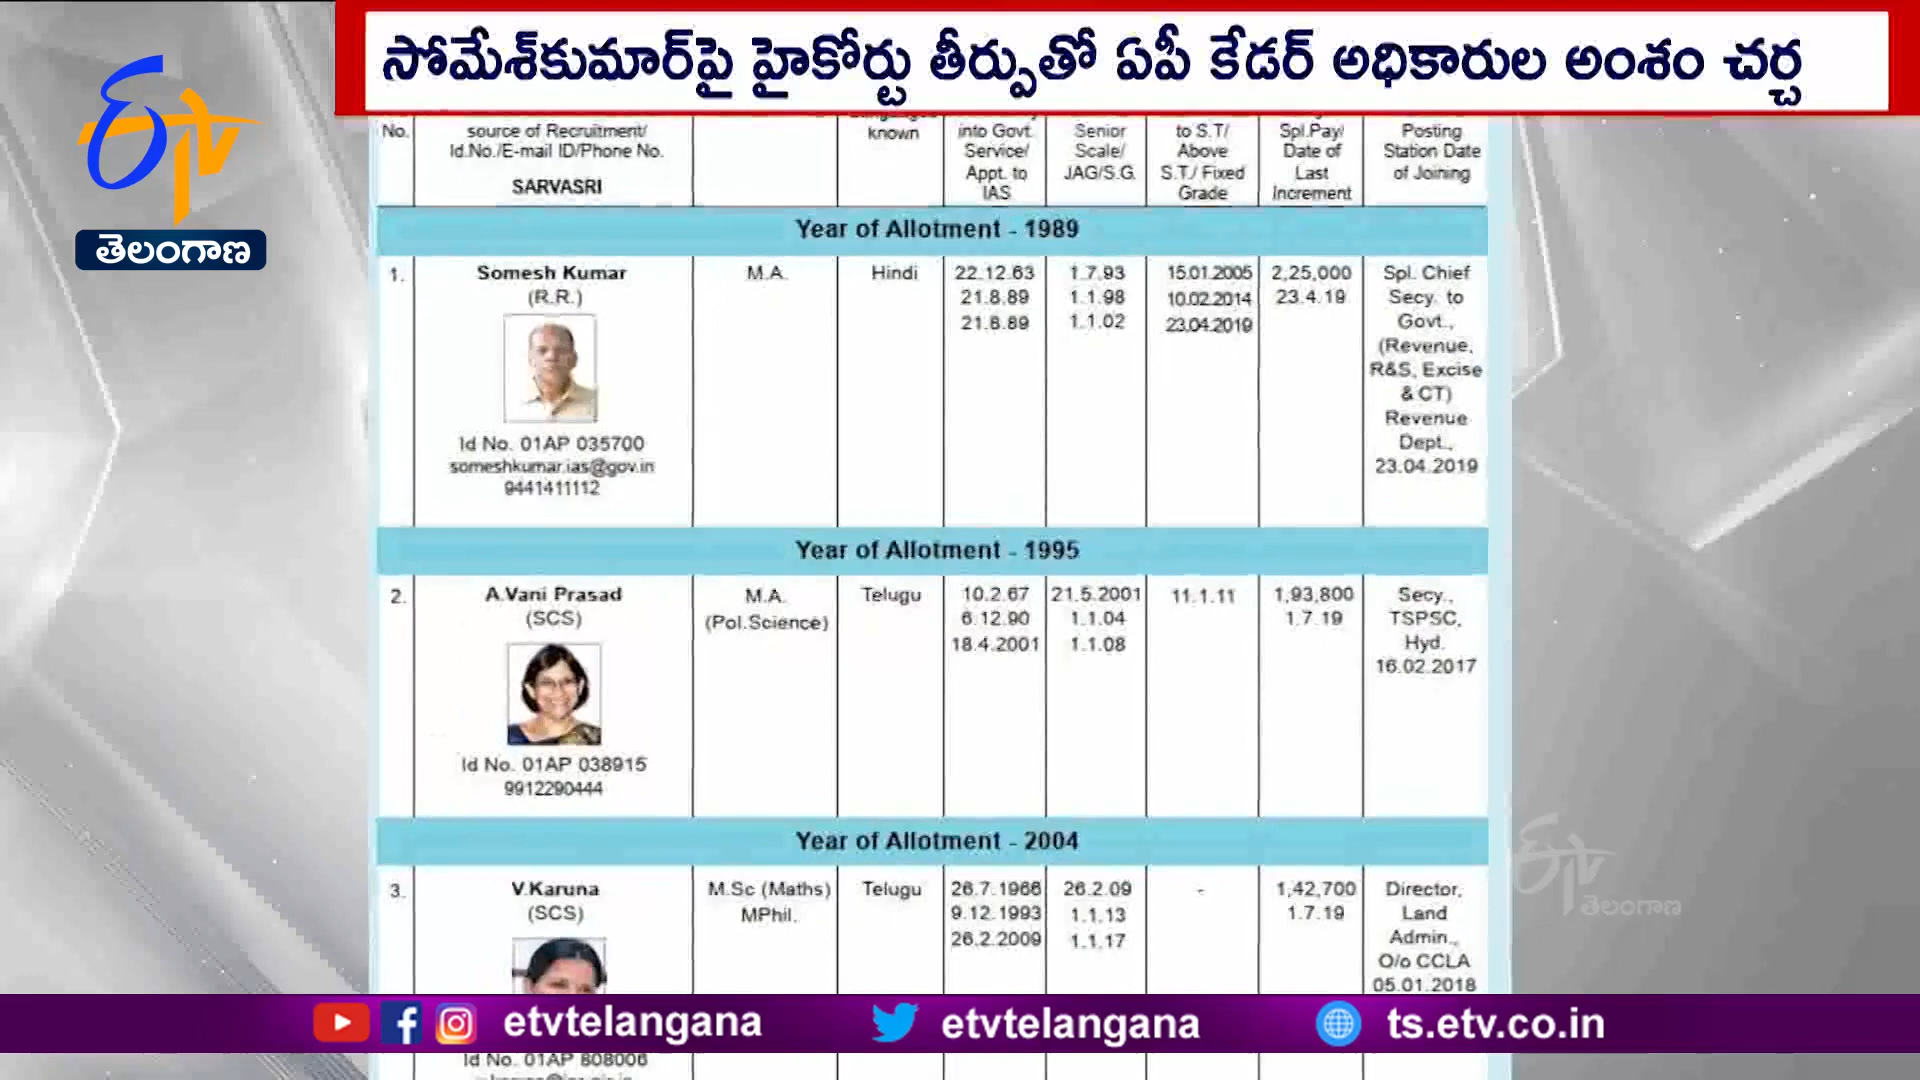 సోమేశ్‌కుమార్‌పై హైకోర్టు తీర్పుతో ఏపీ కేడర్ అధికారుల అంశం చర్చ
ETV
తెలంగాణ
No.
source of Recruitment/
Id.No./E-mail ID/Phone No.
SARVASRI
known
into Govt.
Service/
Appt. to
IAS
Senior
Scale/
JAG/S.G.
to S.T/
Above
S.T./ Fixed
Grade
Spl.Pay/
Date of
Last
Increment
Posting
Station Date
of Joining
Year of Allotment - 1989
1.
Somesh Kumar
(R.R.)
Id No. 01AP 035700
someshkumar.ias@gov.in
9441411112
M.A.
Hindi
22.12.63
21.8.89
21.8.89
1.7.93
1.1.98
1.1.02
15.01.2005
10.02.2014
23.04.2019
2,25,000
23.4.19
Spl. Chief
Secy. to
Govt.,
(Revenue,
R&S, Excise
& CT)
Revenue
Dept.,
23.04.2019
Year of Allotment - 1995
2.
A.Vani Prasad
(SCS)
Id No. 01AP 038915
9912290444
M.A.
(Pol.Science)
Telugu
10.2.67
6.12.90
18.4.2001
21.5.2001
1.1.04
1.1.08
11.1.11
1,93,800
1.7.19
Secy.,
TSPSC,
Hyd.
16.02.2017
Year of Allotment - 2004
3.
V.Karuna
(SCS)
M.Sc (Maths)
MPhil.
Telugu
26.7.1966
9.12.1993
26.2.2009
26.2.09
1.1.13
1.1.17
-
1,42,700
1.7.19
Director,
Land
Admin.,
O/o CCLA
05.01.2018
ETV
తెలంగాణ
etvtelangana
etvtelangana
ts.etv.co.in
Id No. 01AP 808006